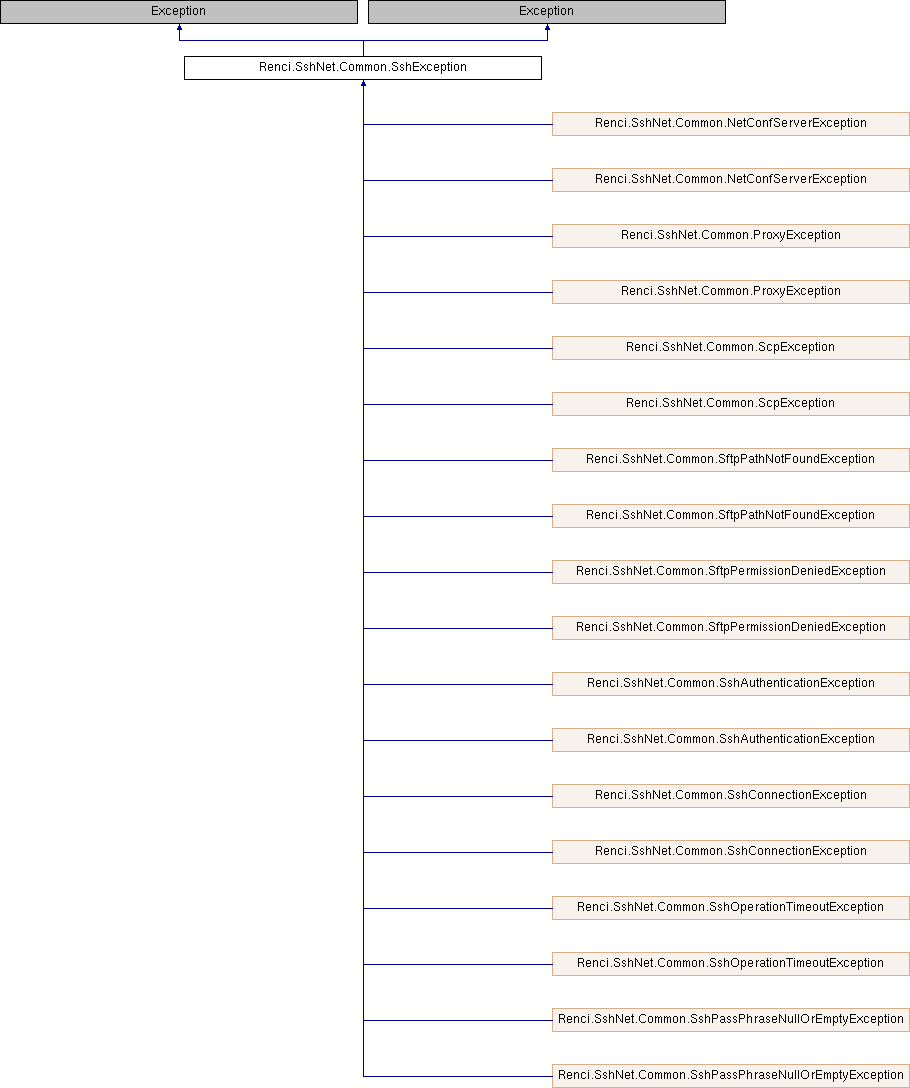 Exception
Exception
Renci.SshNet.Common.SshException
Renci.SshNet.Common.NetConfServerException
Renci.SshNet.Common.NetConfServerException
Renci.SshNet.Common.ProxyException
Renci.SshNet.Common.ProxyException
Renci.SshNet.Common.ScpException
Renci.SshNet.Common.ScpException
Renci.SshNet.Common.SftpPathNotFoundException
Renci.SshNet.Common.SftpPathNotFoundException
Renci.SshNet.Common.SftpPermissionDeniedException
Renci.SshNet.Common.SftpPermissionDeniedException
Renci.SshNet.Common.SshAuthenticationException
Renci.SshNet.Common.SshAuthenticationException
Renci.SshNet.Common.SshConnectionException
Renci.SshNet.Common.SshConnectionException
Renci.SshNet.Common.SshOperationTimeoutException
Renci.SshNet.Common.SshOperationTimeoutException
Renci.SshNet.Common.SshPassPhraseNullOrEmptyException
Renci.SshNet.Common.SshPassPhraseNullOrEmptyException